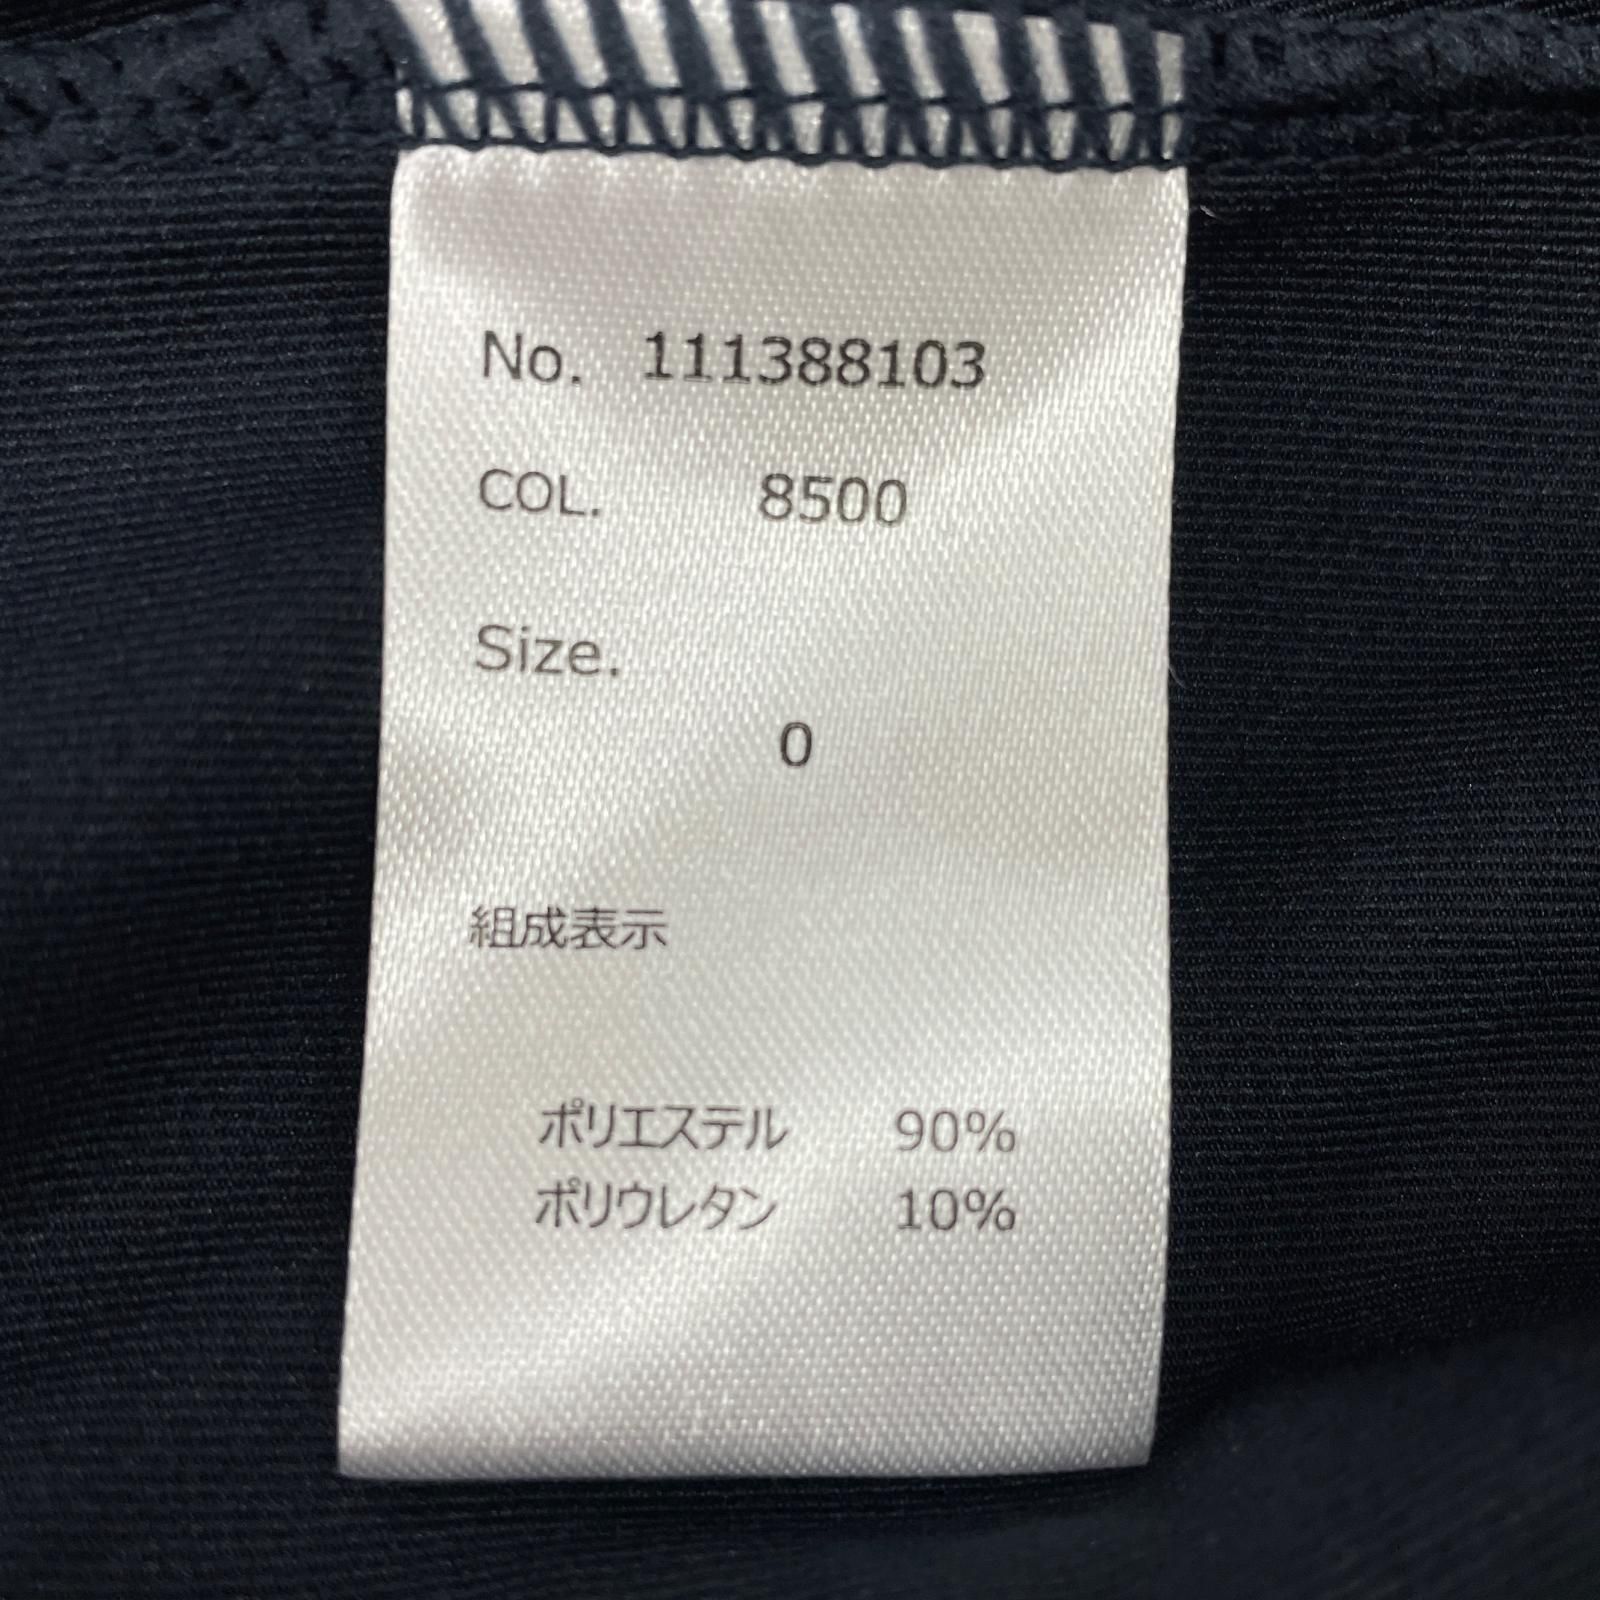 No. 111388103
COL. 8500
Size.
0
組成表示
ポリエステル 90%
ポリウレタン 10%